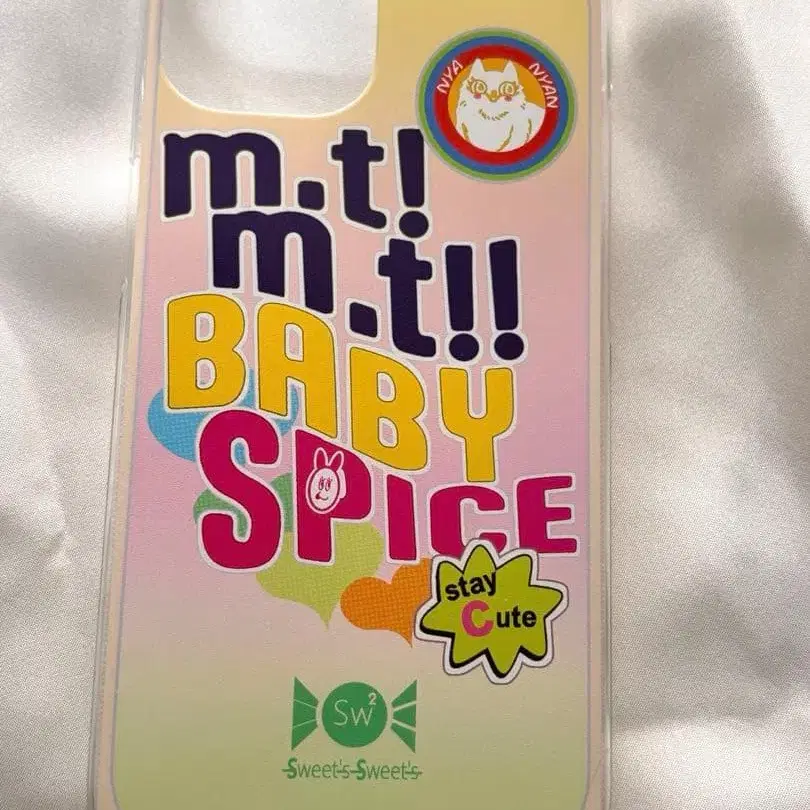 NYA NYAN
m.t!
m.t!!
BABY
SPICE
stay
Cute
Sw²
Sweet's Sweet's